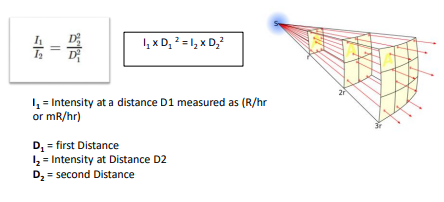 I₁/I₂ = D₂²/D₁²
I₁ x D₁² = I₂ x D₂²
S
r
2r
3r
I₁ = Intensity at a distance D1 measured as (R/hr
or mR/hr)
D₁ = first Distance
I₂ = Intensity at Distance D2
D₂ = second Distance